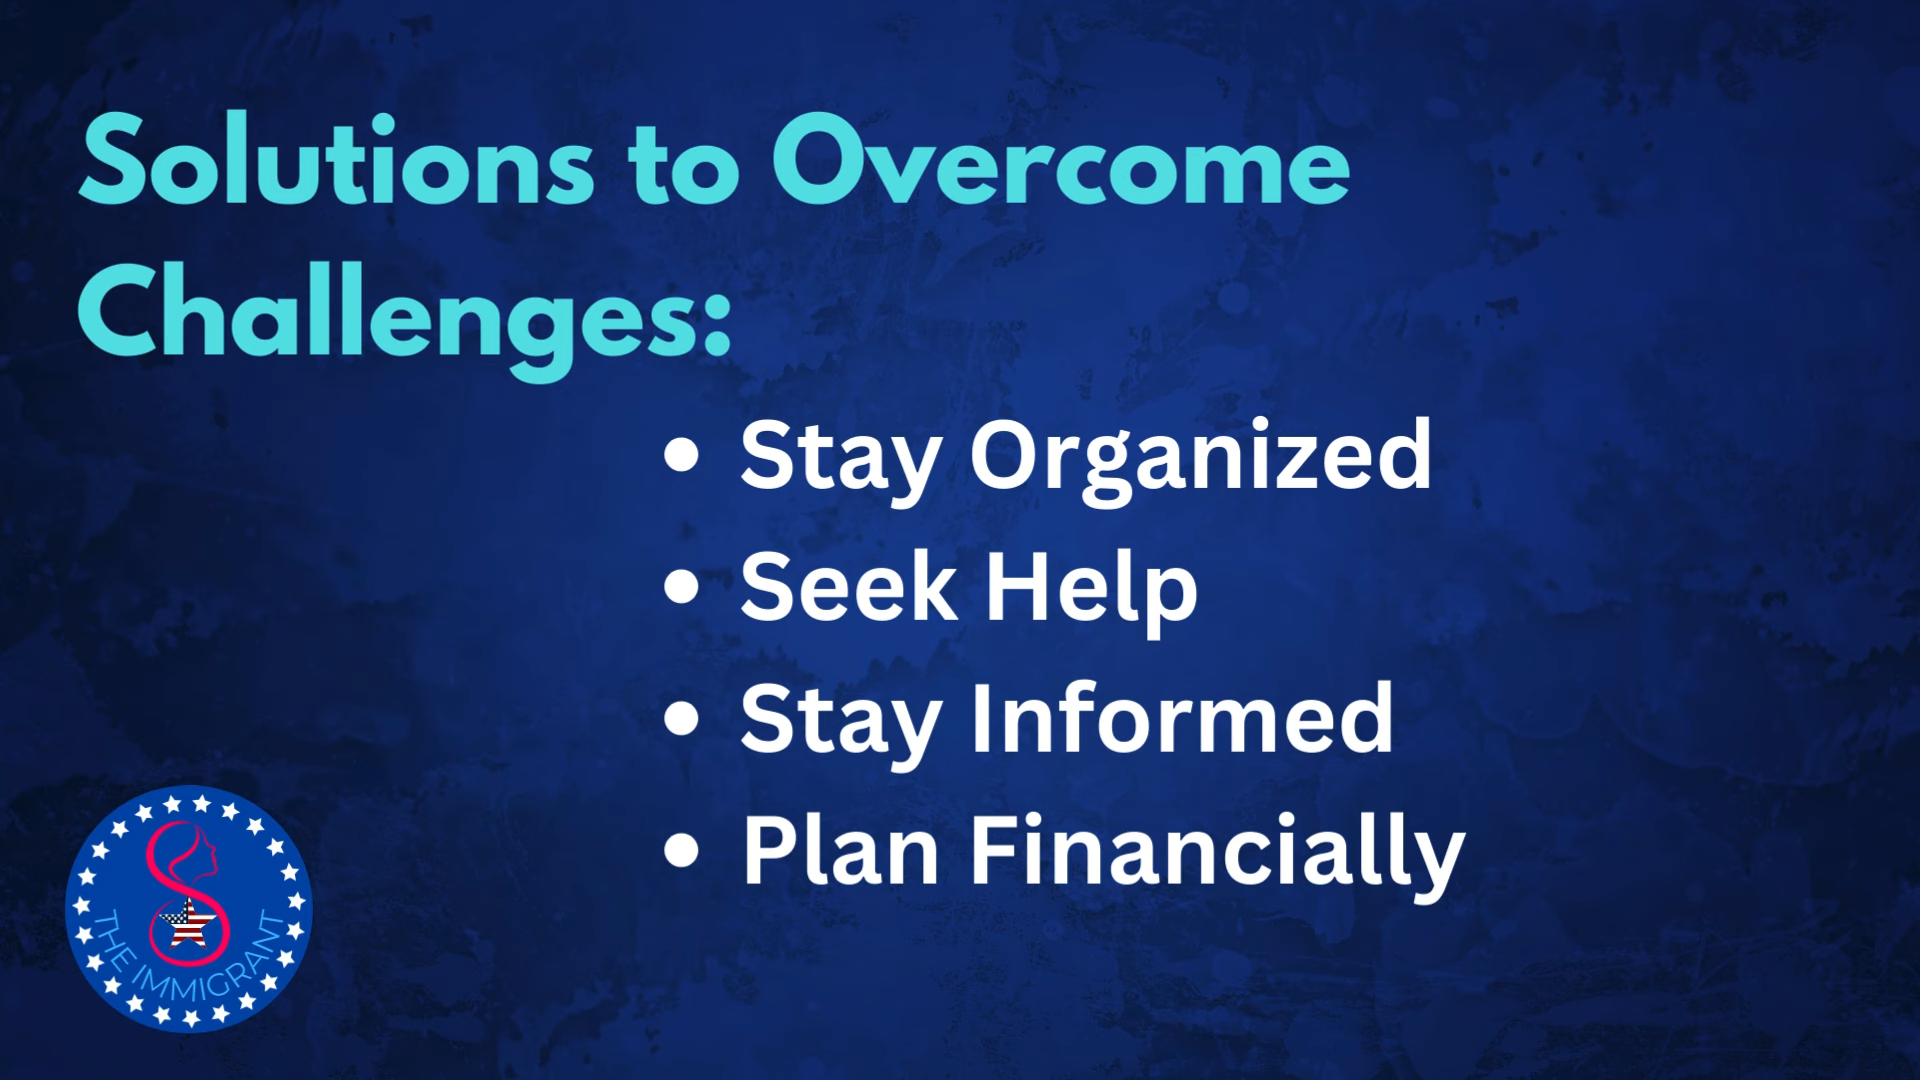 Solutions to Overcome
Challenges:
• Stay Organized
• Seek Help
• Stay Informed
• Plan Financially
THE IMMIGRANT